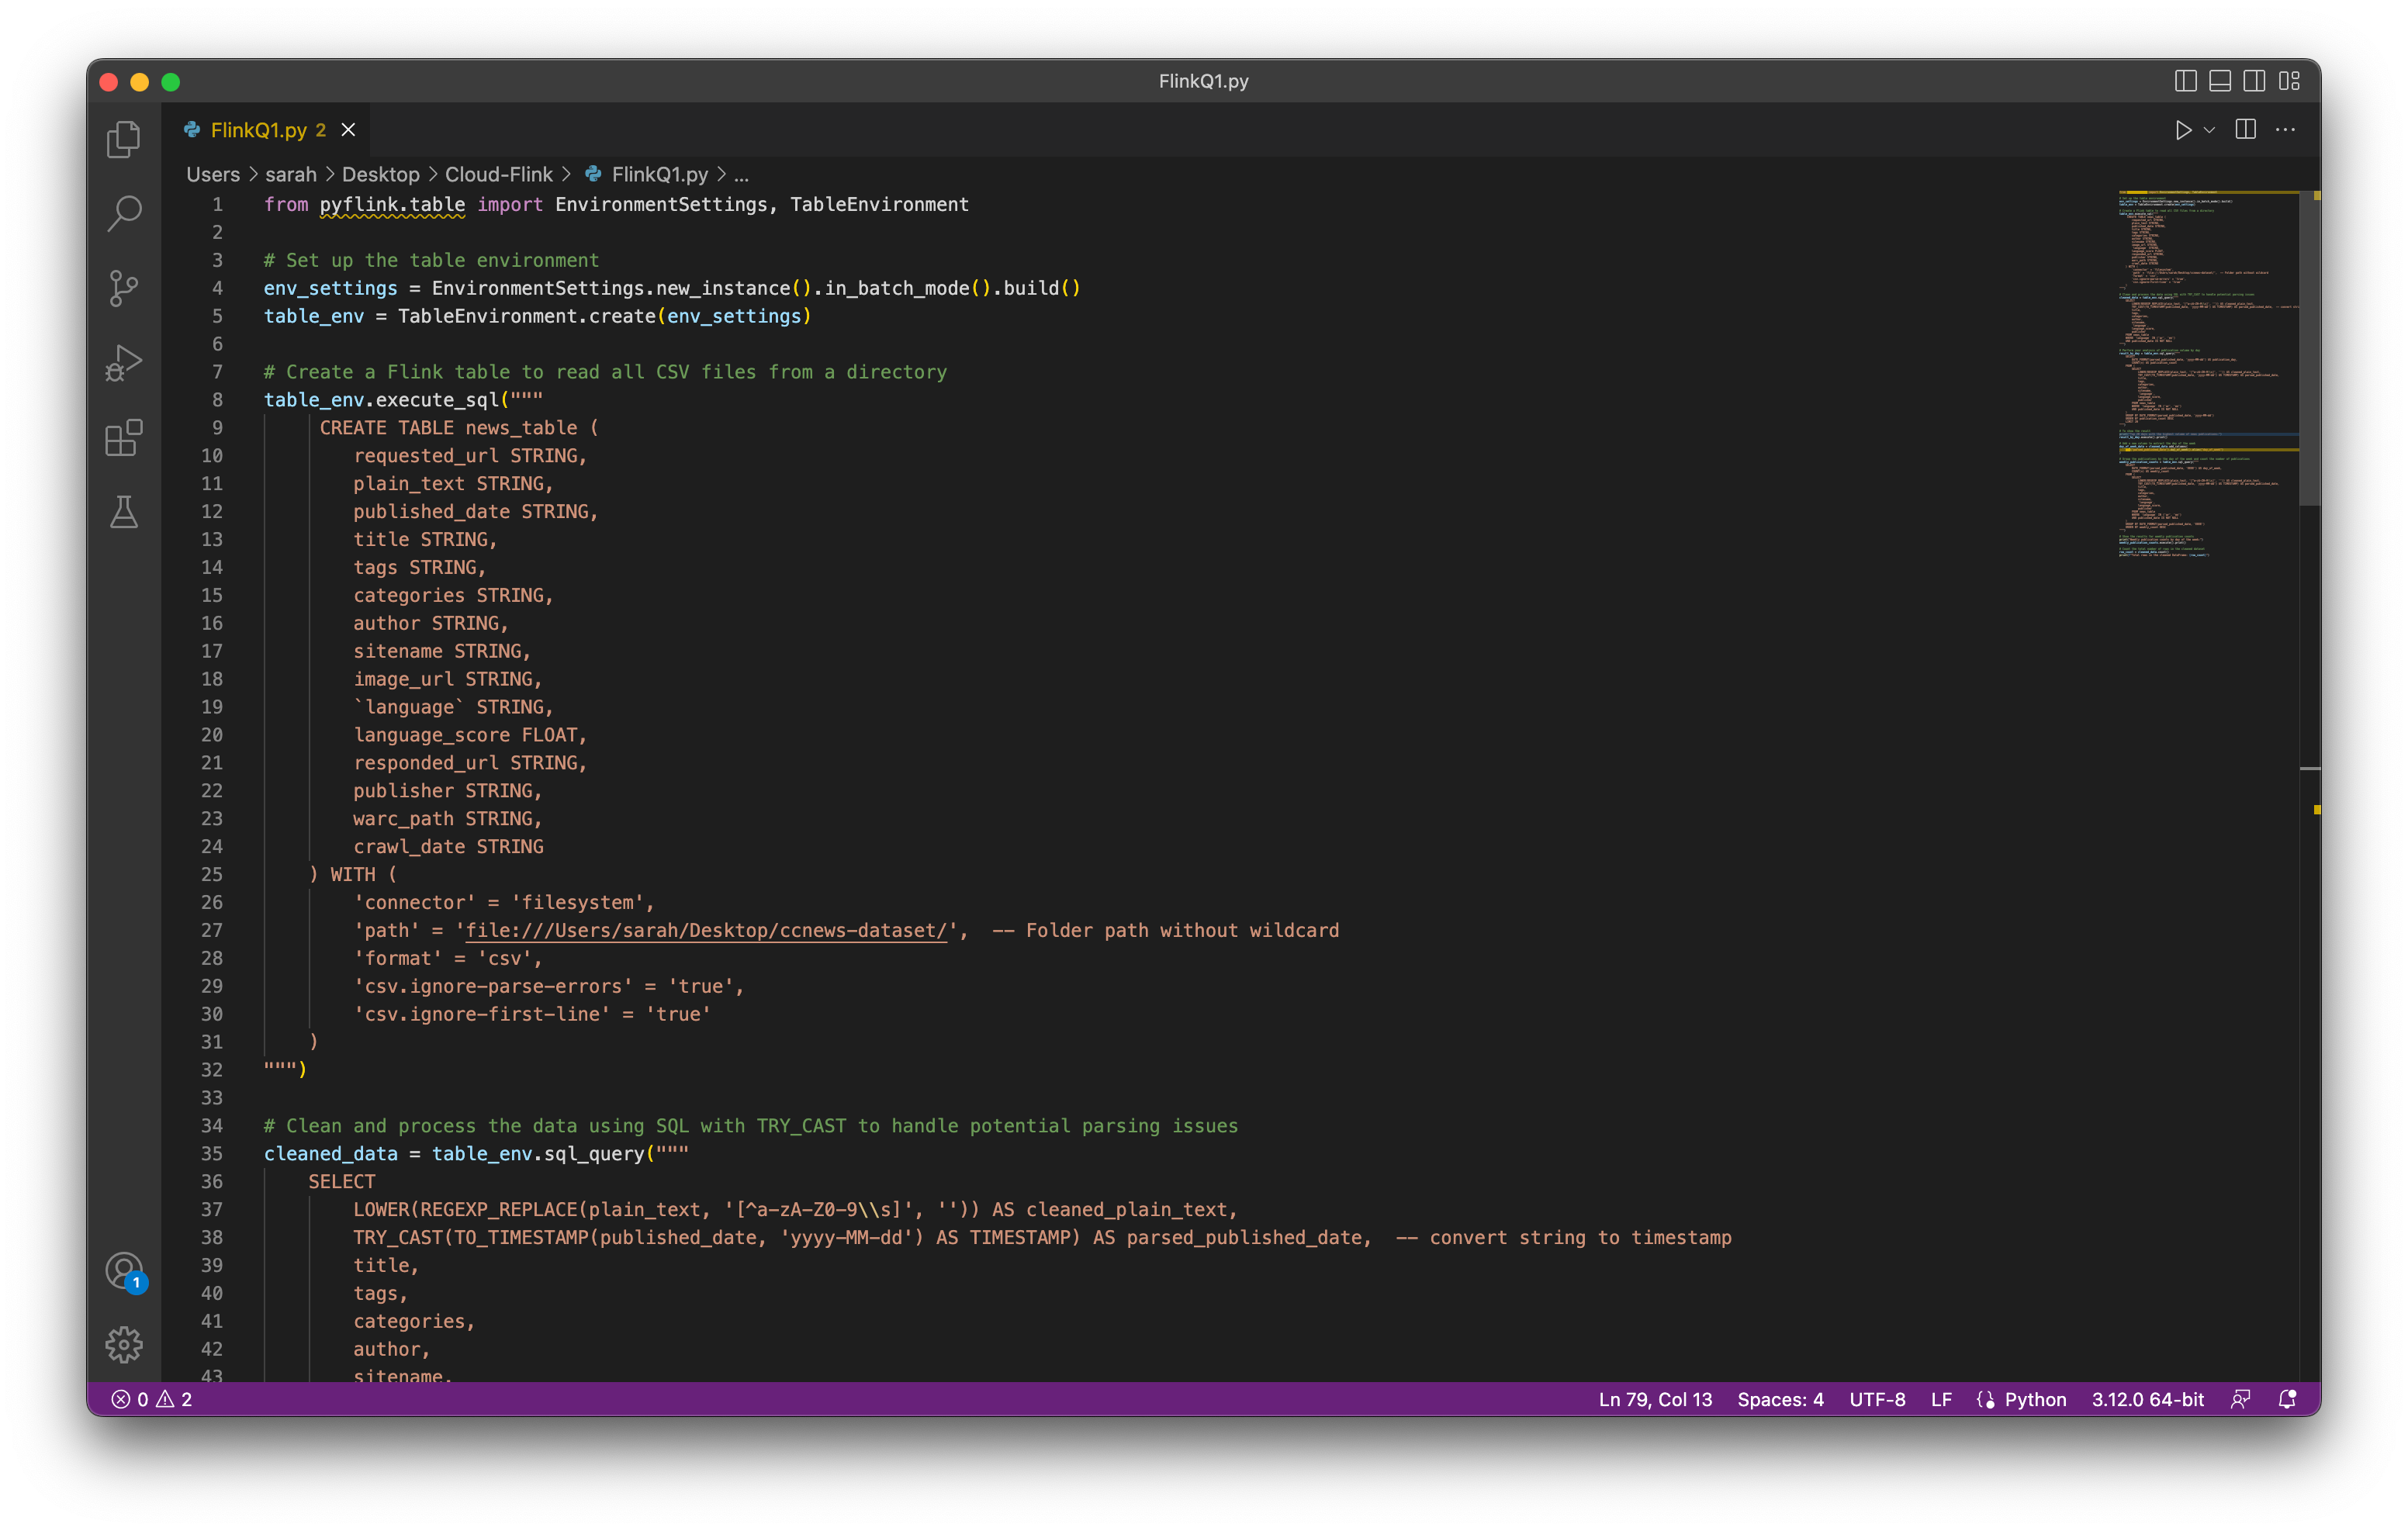 FlinkQ1.py
FlinkQ1.py 2
Users > sarah > Desktop > Cloud-Flink > FlinkQ1.py > ...
1 from pyflink.table import EnvironmentSettings, TableEnvironment
2
3 # Set up the table environment
4 env_settings = EnvironmentSettings.new_instance().in_batch_mode().build()
5 table_env = TableEnvironment.create(env_settings)
6
7 # Create a Flink table to read all CSV files from a directory
8 table_env.execute_sql("""
9 CREATE TABLE news_table (
10 requested_url STRING,
11 plain_text STRING,
12 published_date STRING,
13 title STRING,
14 tags STRING,
15 categories STRING,
16 author STRING,
17 sitename STRING,
18 image_url STRING,
19 `language` STRING,
20 language_score FLOAT,
21 responded_url STRING,
22 publisher STRING,
23 warc_path STRING,
24 crawl_date STRING
25 ) WITH (
26 'connector' = 'filesystem',
27 'path' = 'file:///Users/sarah/Desktop/ccnews-dataset/', -- Folder path without wildcard
28 'format' = 'csv',
29 'csv.ignore-parse-errors' = 'true',
30 'csv.ignore-first-line' = 'true'
31 )
32 """)
33
34 # Clean and process the data using SQL with TRY_CAST to handle potential parsing issues
35 cleaned_data = table_env.sql_query("""
36 SELECT
37 LOWER(REGEXP_REPLACE(plain_text, '[^a-zA-Z0-9\\s]', '')) AS cleaned_plain_text,
38 TRY_CAST(TO_TIMESTAMP(published_date, 'yyyy-MM-dd') AS TIMESTAMP) AS parsed_published_date, -- convert string to timestamp
39 title,
40 tags,
41 categories,
42 author,
43 sitename,
1
0 2 Ln 79, Col 13 Spaces: 4 UTF-8 LF Python 3.12.0 64-bit